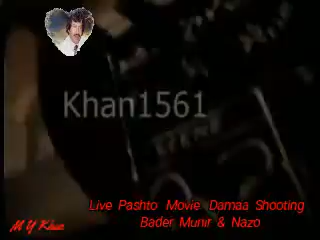 Khan1561
Live Pashto Movie Damaa Shooting
Bader Munir & Nazo
M Y Khan